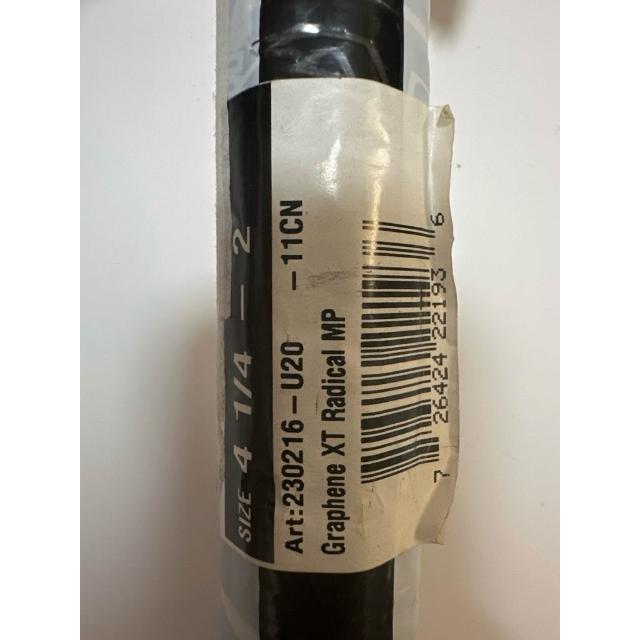 SIZE 4 1/4 - 2
Art:230216-U20 -11CN
Graphene XT Radical MP
7 26424 22193 6